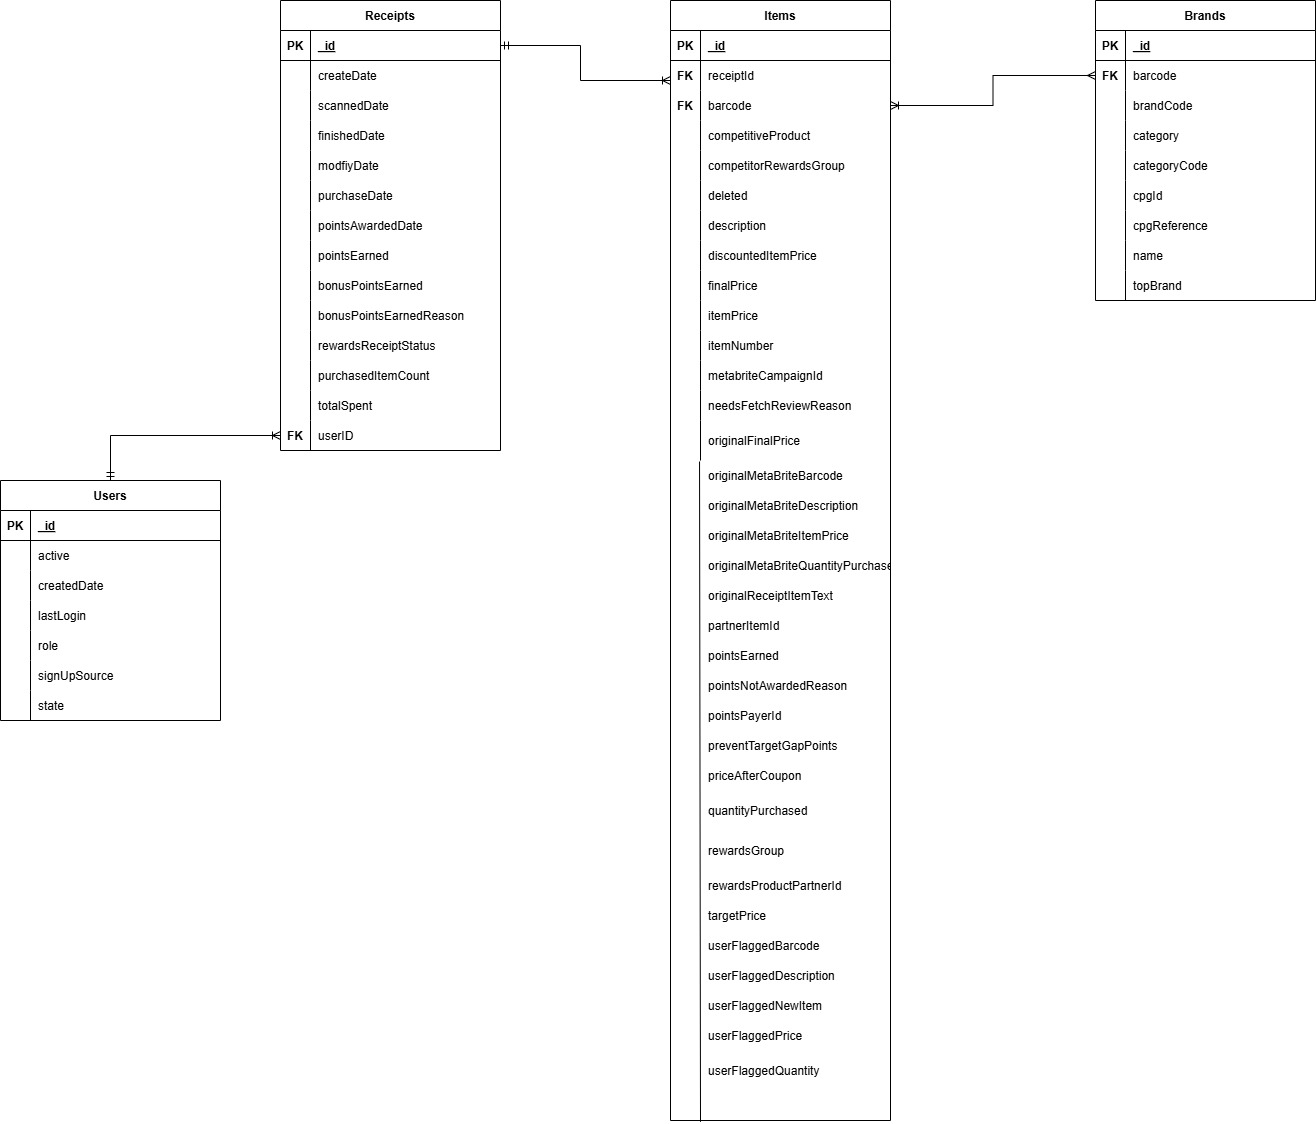 Receipts
PK _id
createDate
scannedDate
finishedDate
modfiyDate
purchaseDate
pointsAwardedDate
pointsEarned
bonusPointsEarned
bonusPointsEarnedReason
rewardsReceiptStatus
purchasedItemCount
totalSpent
FK userID
Users
PK _id
active
createdDate
lastLogin
role
signUpSource
state
Items
PK _id
FK receiptId
FK barcode
competitiveProduct
competitorRewardsGroup
deleted
description
discountedItemPrice
finalPrice
itemPrice
itemNumber
metabriteCampaignId
needsFetchReviewReason
originalFinalPrice
originalMetaBriteBarcode
originalMetaBriteDescription
originalMetaBriteItemPrice
originalMetaBriteQuantityPurchase
originalReceiptItemText
partnerItemId
pointsEarned
pointsNotAwardedReason
pointsPayerId
preventTargetGapPoints
priceAfterCoupon
quantityPurchased
rewardsGroup
rewardsProductPartnerId
targetPrice
userFlaggedBarcode
userFlaggedDescription
userFlaggedNewItem
userFlaggedPrice
userFlaggedQuantity
Brands
PK _id
FK barcode
brandCode
category
categoryCode
cpgId
cpgReference
name
topBrand